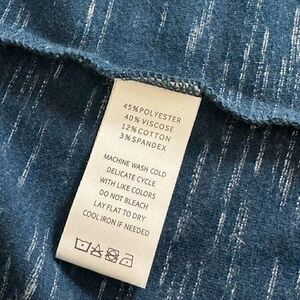 45%POLYESTER
40% VISCOSE
12%COTTON
3%SPANDEX
MACHINE WASH COLD
DELICATE CYCLE
WITH LIKE COLORS
DO NOT BLEACH
LAY FLAT TO DRY
COOL IRON IF NEEDED